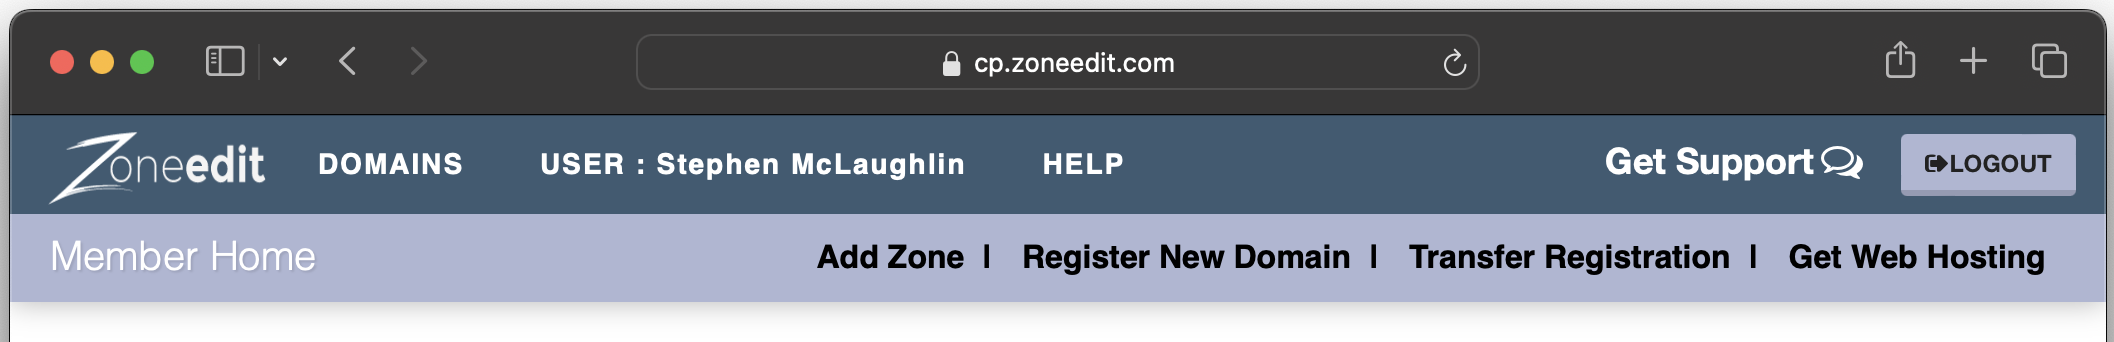 cp.zoneedit.com
Zoneedit DOMAINS USER : Stephen McLaughlin HELP Get Support LOGOUT
Member Home Add Zone | Register New Domain | Transfer Registration | Get Web Hosting